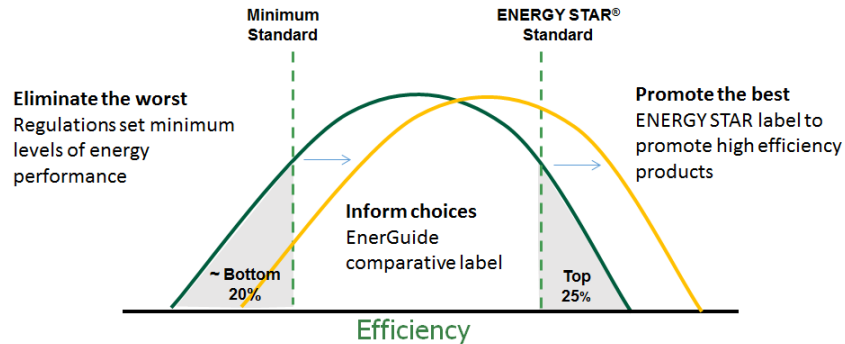 Minimum
Standard
ENERGY STAR®
Standard
Eliminate the worst
Regulations set minimum
levels of energy
performance
Promote the best
ENERGY STAR label to
promote high efficiency
products
Inform choices
EnerGuide
comparative label
~ Bottom
20%
Top
25%
Efficiency